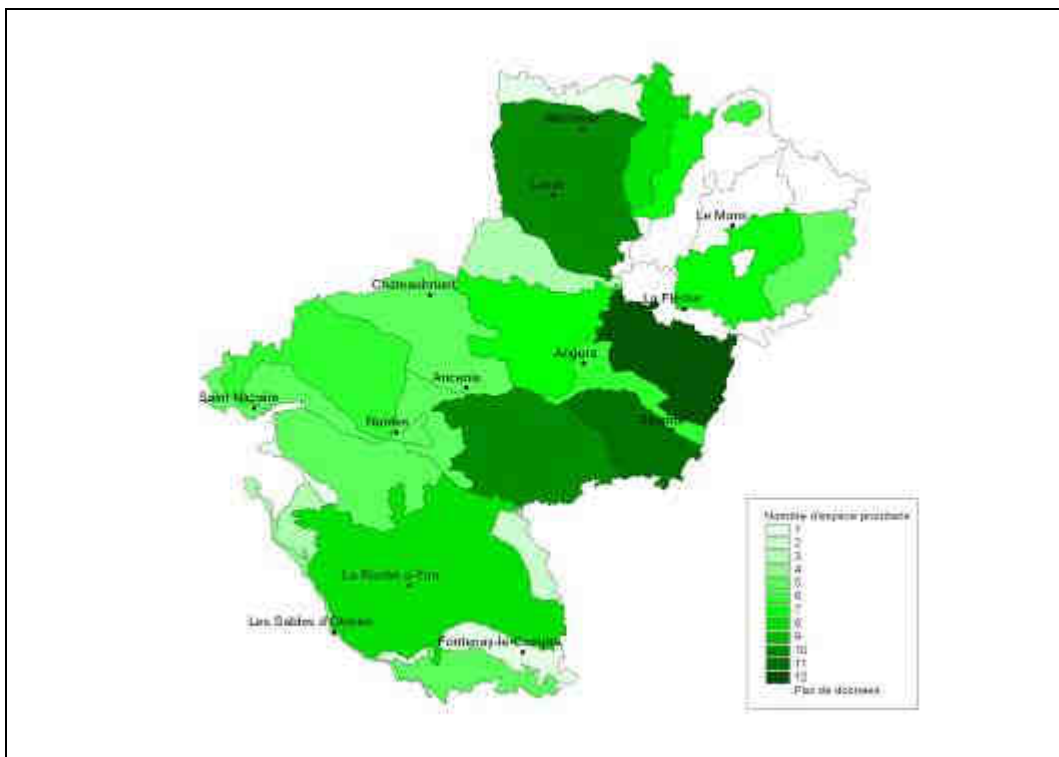 Mayenne
Laval
Le Mans
La Flèche
Châteaubriant
Angers
Ancenis
Saint Nazaire
Nantes
Saumur
La Roche-s-Yon
Les Sables d'Olonne
Fontenay-le-Comte
Nombre d'espèce prioritaire
1
2
3
4
5
6
7
8
9
10
11
12
Pas de données